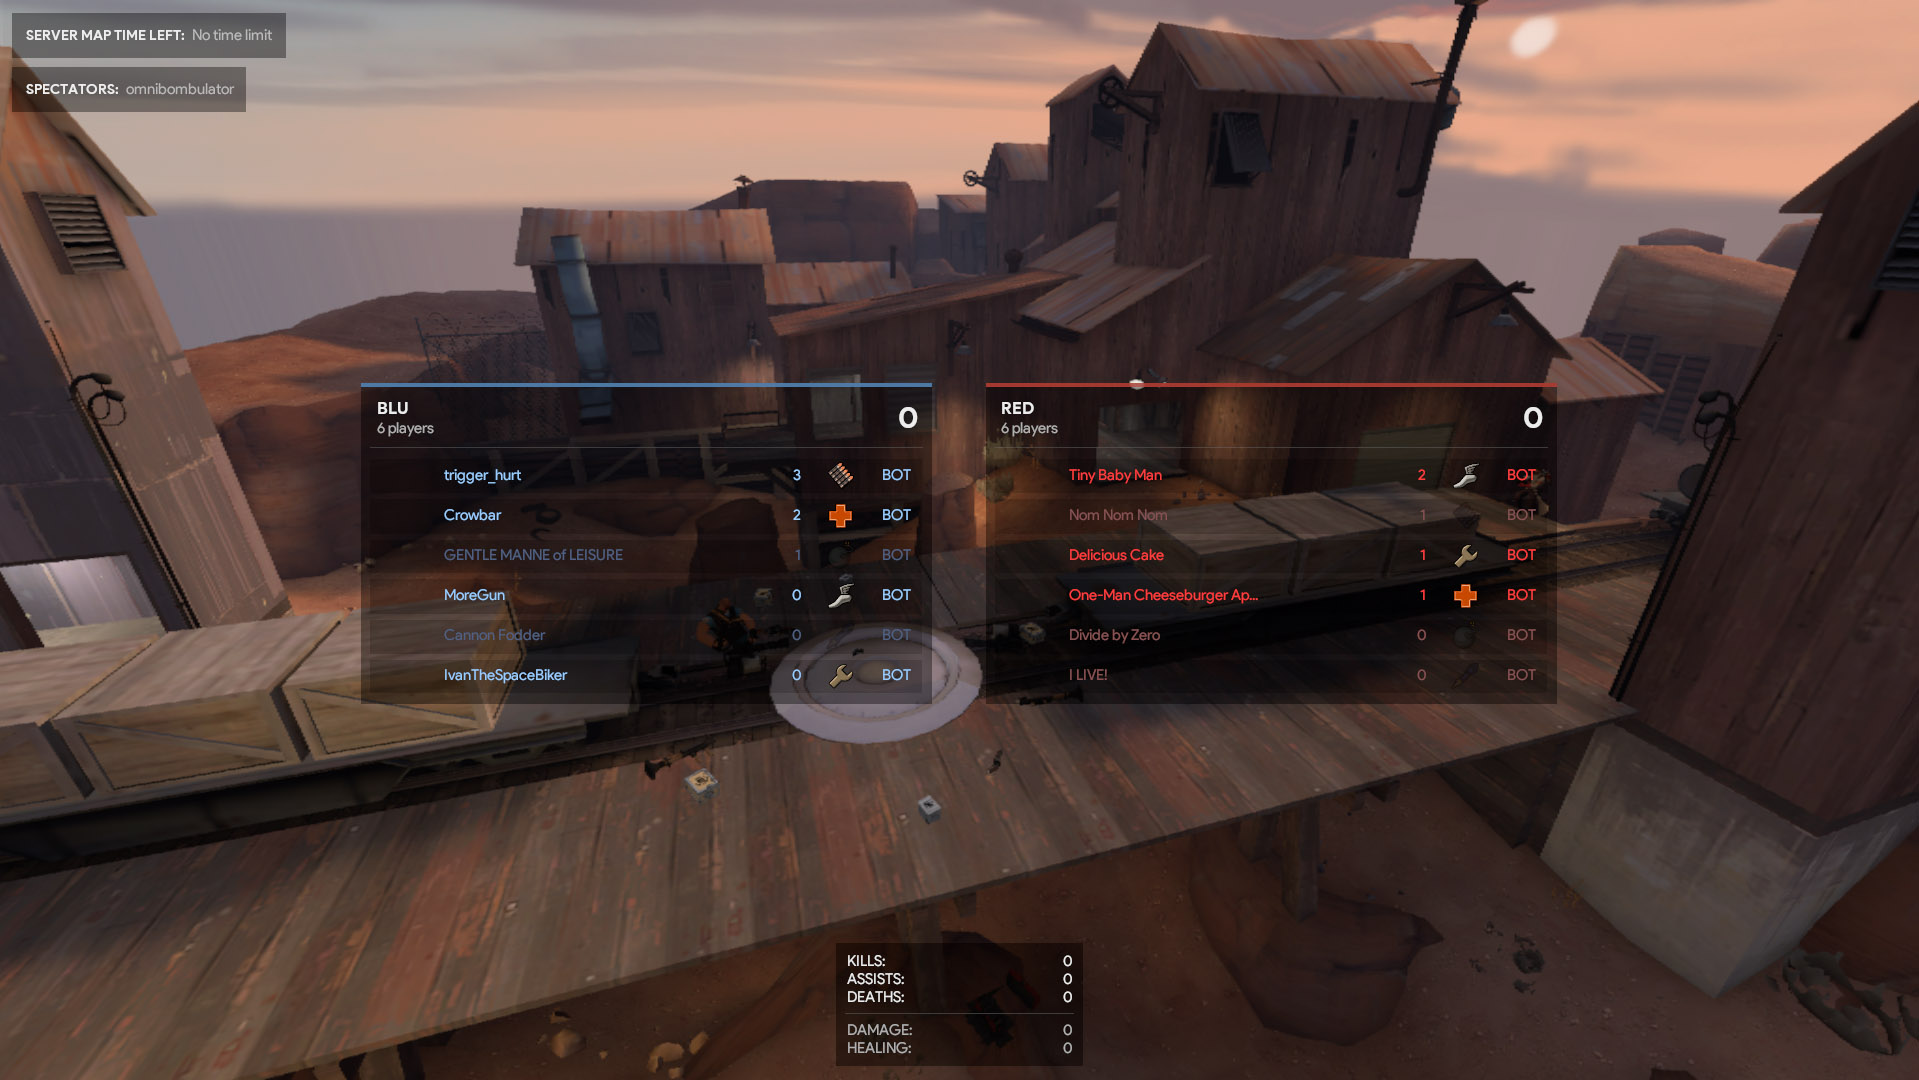 SERVER MAP TIME LEFT: No time limit
SPECTATORS: omnibombulator
BLU 0
6 players
trigger_hurt 3 BOT
Crowbar 2 BOT
GENTLE MANNE of LEISURE 1 BOT
MoreGun 0 BOT
Cannon Fodder 0 BOT
IvanTheSpaceBiker 0 BOT
RED 0
6 players
Tiny Baby Man 2 BOT
Nom Nom Nom 1 BOT
Delicious Cake 1 BOT
One-Man Cheeseburger Ap... 1 BOT
Divide by Zero 0 BOT
I LIVE! 0 BOT
KILLS: 0
ASSISTS: 0
DEATHS: 0
DAMAGE: 0
HEALING: 0